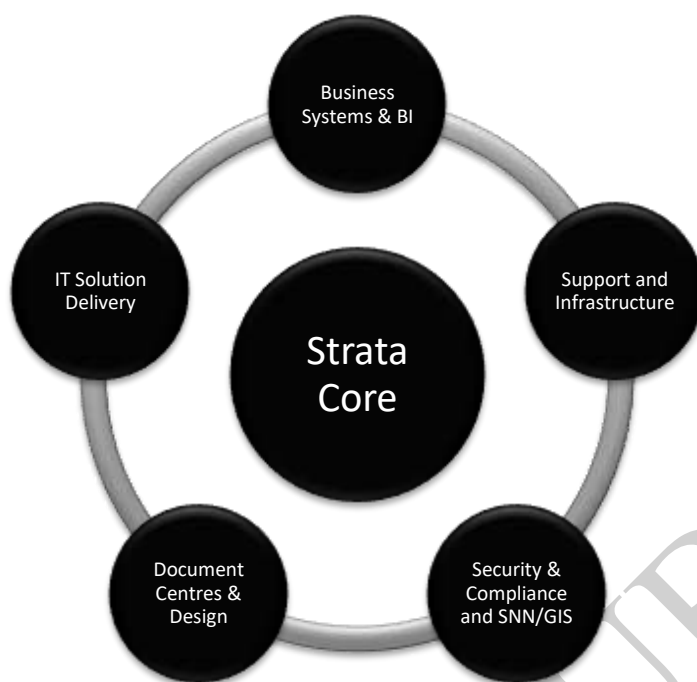 Business
Systems & BI
IT Solution
Delivery
Support and
Infrastructure
Strata
Core
Document
Centres &
Design
Security &
Compliance
and SNN/GIS